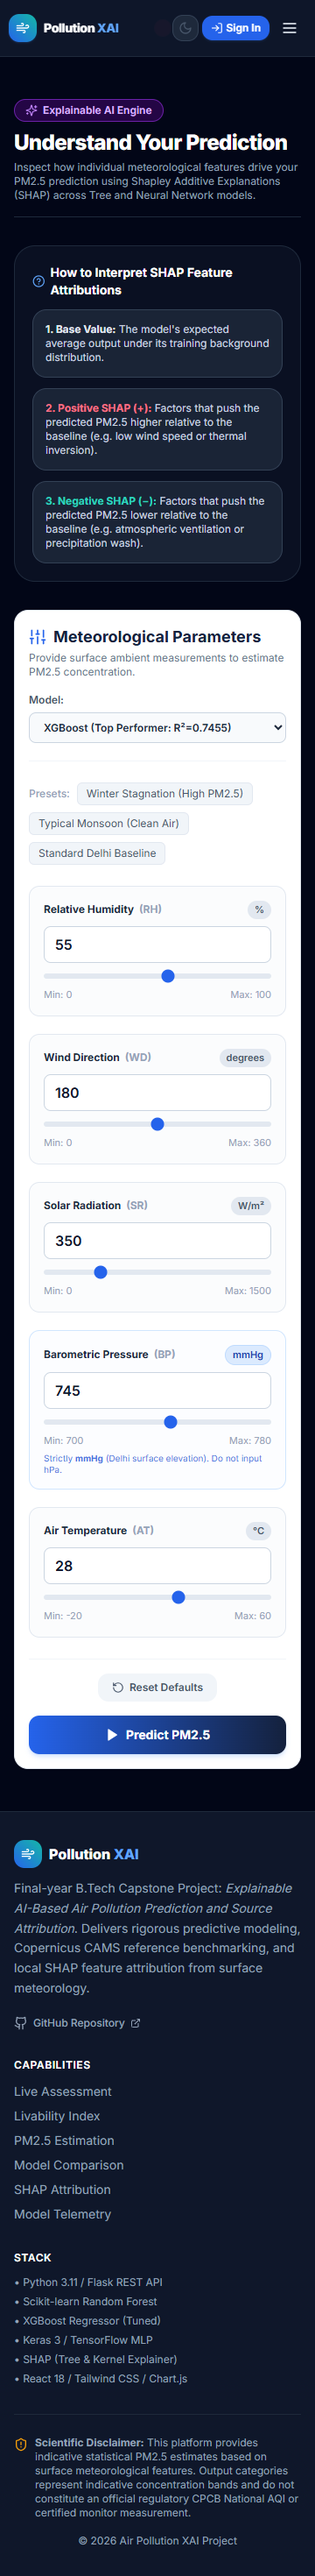 Pollution XAI
Sign In
Explainable AI Engine
Understand Your Prediction
Inspect how individual meteorological features drive your
PM2.5 prediction using Shapley Additive Explanations
(SHAP) across Tree and Neural Network models.
How to Interpret SHAP Feature
Attributions
1. Base Value: The model's expected
average output under its training background
distribution.
2. Positive SHAP (+): Factors that push the
predicted PM2.5 higher relative to the
baseline (e.g. low wind speed or thermal
inversion).
3. Negative SHAP (−): Factors that push the
predicted PM2.5 lower relative to the
baseline (e.g. atmospheric ventilation or
precipitation wash).
Meteorological Parameters
Provide surface ambient measurements to estimate
PM2.5 concentration.
Model:
XGBoost (Top Performer: R²=0.7455)
Presets: Winter Stagnation (High PM2.5)
Typical Monsoon (Clean Air)
Standard Delhi Baseline
Relative Humidity (RH) %
55
Min: 0 Max: 100
Wind Direction (WD) degrees
180
Min: 0 Max: 360
Solar Radiation (SR) W/m²
350
Min: 0 Max: 1500
Barometric Pressure (BP) mmHg
745
Min: 700 Max: 780
Strictly mmHg (Delhi surface elevation). Do not input
hPa.
Air Temperature (AT) °C
28
Min: -20 Max: 60
Reset Defaults
Predict PM2.5
Pollution XAI
Final-year B.Tech Capstone Project: Explainable
AI-Based Air Pollution Prediction and Source
Attribution. Delivers rigorous predictive modeling,
Copernicus CAMS reference benchmarking, and
local SHAP feature attribution from surface
meteorology.
GitHub Repository
CAPABILITIES
Live Assessment
Livability Index
PM2.5 Estimation
Model Comparison
SHAP Attribution
Model Telemetry
STACK
• Python 3.11 / Flask REST API
• Scikit-learn Random Forest
• XGBoost Regressor (Tuned)
• Keras 3 / TensorFlow MLP
• SHAP (Tree & Kernel Explainer)
• React 18 / Tailwind CSS / Chart.js
Scientific Disclaimer: This platform provides
indicative statistical PM2.5 estimates based on
surface meteorological features. Output categories
represent indicative concentration bands and do not
constitute an official regulatory CPCB National AQI or
certified monitor measurement.
© 2026 Air Pollution XAI Project